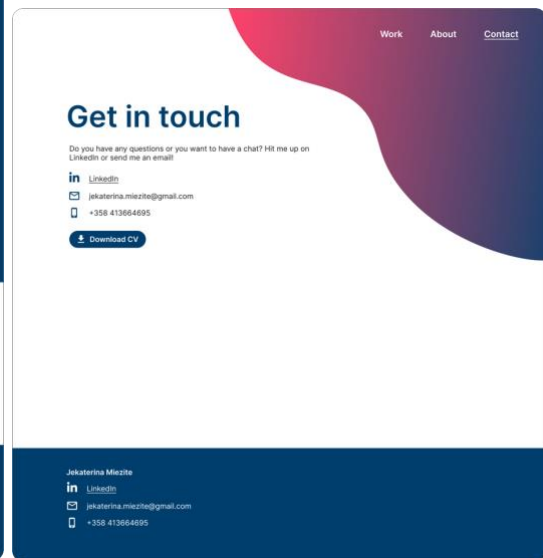 Work About Contact
Get in touch
Do you have any questions or you want to have a chat? Hit me up on
LinkedIn or send me an email!
in LinkedIn
jekaterina.miezite@gmail.com
+358 413664695
Download CV
Jekaterina Miezite
in LinkedIn
jekaterina.miezite@gmail.com
+358 413664695